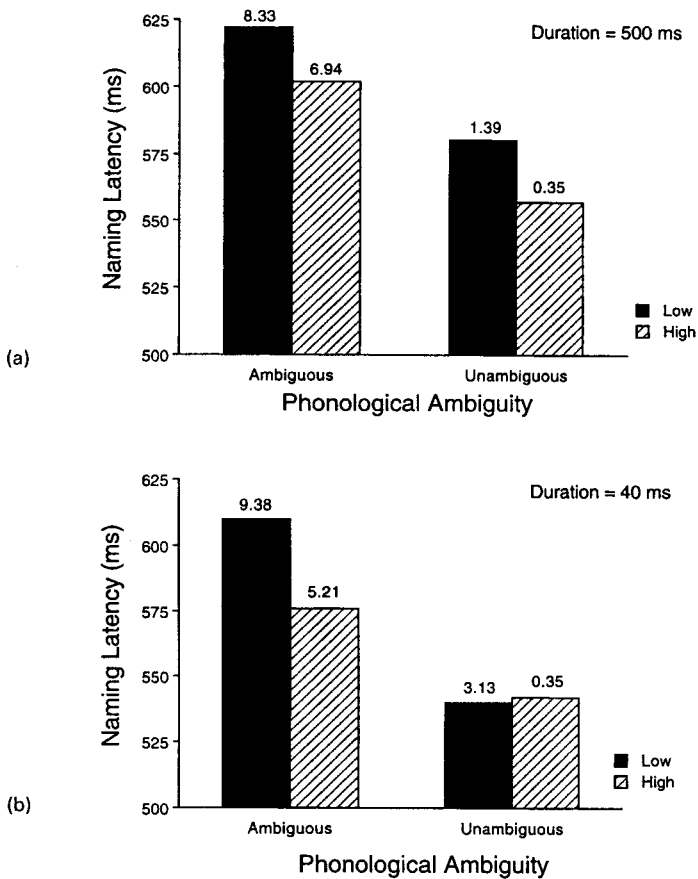 625
600
575
550
525
500
Naming Latency (ms)
8.33
6.94
1.39
0.35
Duration = 500 ms
Low
High
(a)
Ambiguous
Unambiguous
Phonological Ambiguity
625
600
575
550
525
500
Naming Latency (ms)
9.38
5.21
3.13
0.35
Duration = 40 ms
Low
High
(b)
Ambiguous
Unambiguous
Phonological Ambiguity